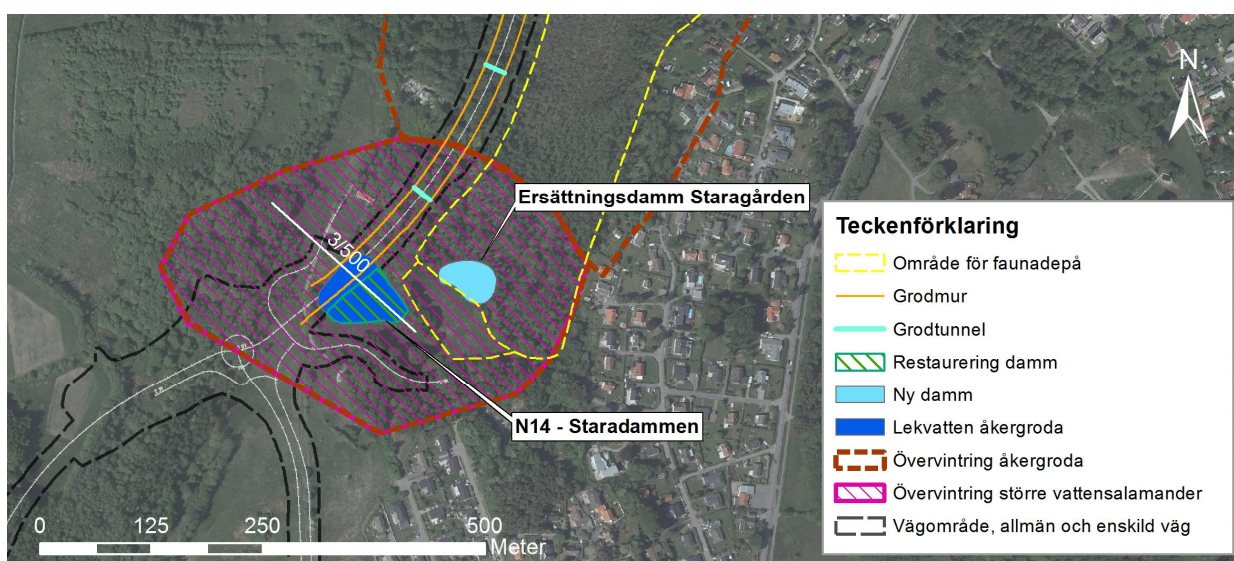 N
Ersättningsdamm Staragården
3/500
N14 - Staradammen
0 125 250 500
Meter
Teckenförklaring
Område för faunadepå
Grodmur
Grodtunnel
Restaurering damm
Ny damm
Lekvatten åkergroda
Övervintring åkergroda
Övervintring större vattensalamander
Vägområde, allmän och enskild väg